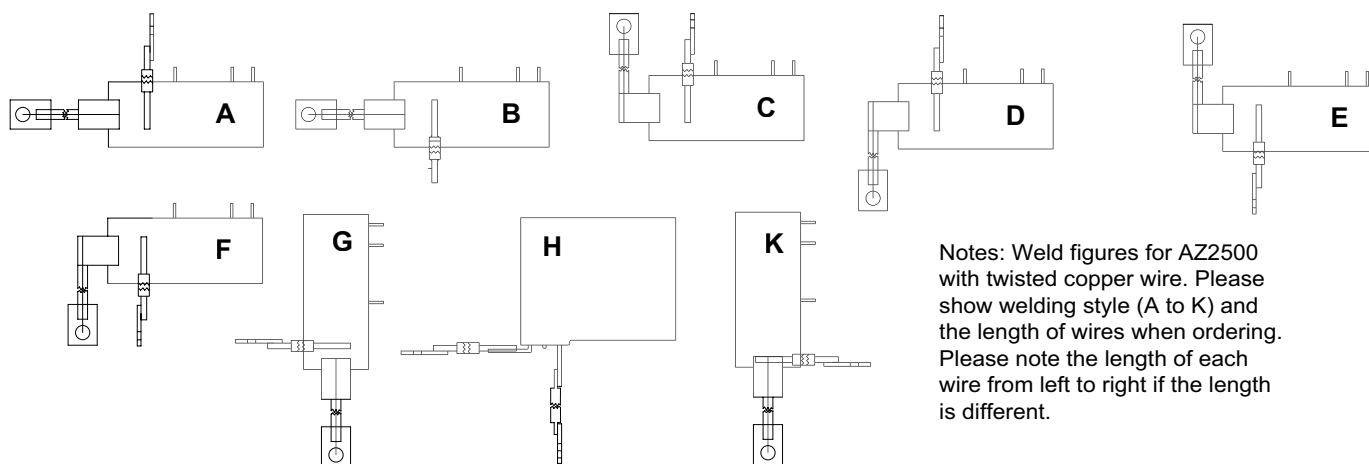 A
B
C
D
E
F
G
H
K
Notes: Weld figures for AZ2500
with twisted copper wire. Please
show welding style (A to K) and
the length of wires when ordering.
Please note the length of each
wire from left to right if the length
is different.